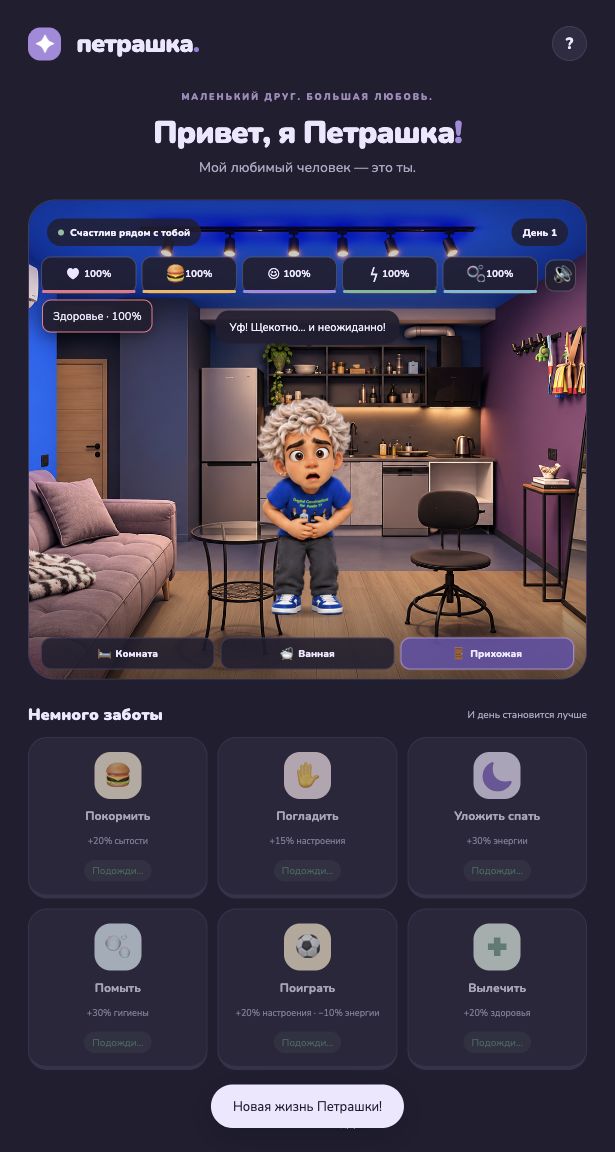 петрашка.
?
МАЛЕНЬКИЙ ДРУГ. БОЛЬШАЯ ЛЮБОВЬ.
Привет, я Петрашка!
Мой любимый человек — это ты.
Счастлив рядом с тобой
День 1
100%
100%
100%
100%
100%
Здоровье · 100%
Уф! Щекотно... и неожиданно!
Комната
Ванная
Прихожая
Немного заботы
И день становится лучше
Покормить
+20% сытости
Подожди...
Погладить
+15% настроения
Подожди...
Уложить спать
+30% энергии
Подожди...
Помыть
+30% гигиены
Подожди...
Поиграть
+20% настроения · −10% энергии
Подожди...
Вылечить
+20% здоровья
Подожди...
Новая жизнь Петрашки!